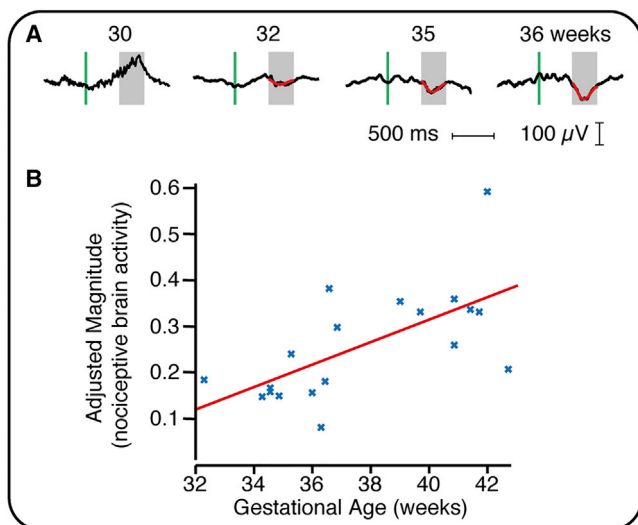 A
30 32 35 36 weeks
500 ms 100 μV
B
Adjusted Magnitude
(nociceptive brain activity)
0.6
0.5
0.4
0.3
0.2
0.1
32 34 36 38 40 42
Gestational Age (weeks)